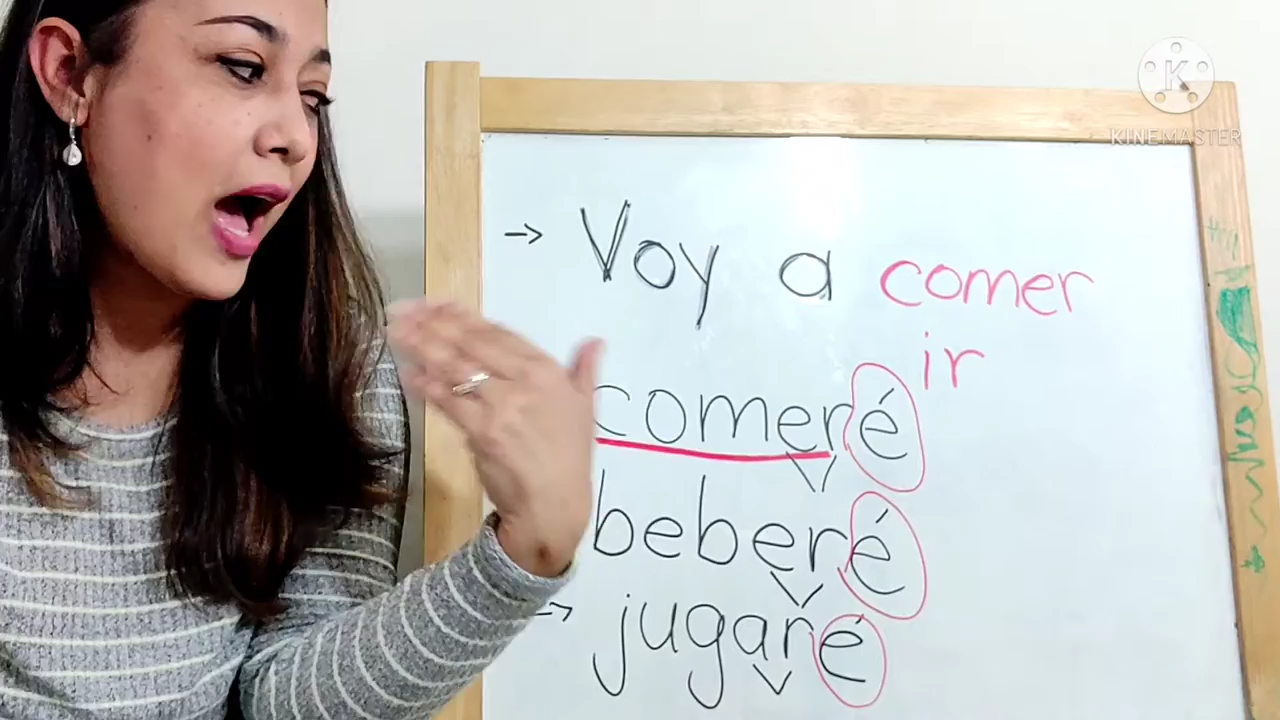 → Voy a comer
ir
comeré
beberé
→ jugaré
K
KINEMASTER